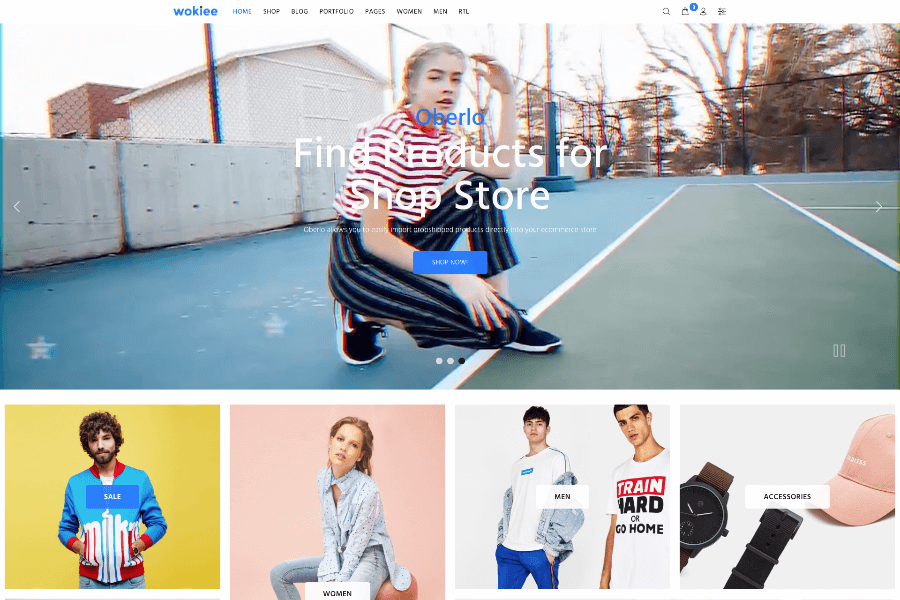 wokiee
HOME SHOP BLOG PORTFOLIO PAGES WOMEN MEN RTL
1
Oberlo
Find Products for
Shop Store
Oberlo allows you to easily import dropshipped products directly into your ecommerce store
SHOP NOW!
SALE
WOMEN
MEN
TRAIN
HARD
OR
GO HOME
ACCESSORIES